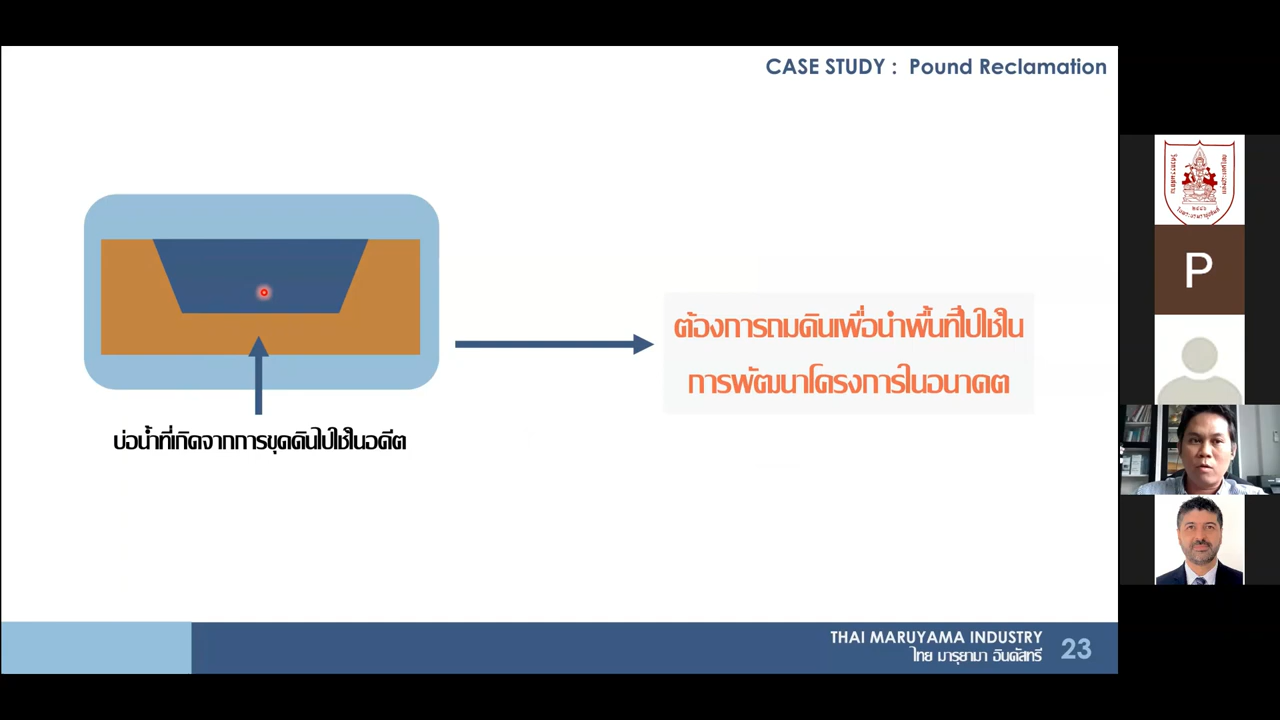 CASE STUDY : Pound Reclamation
ต้องการถมดินเพื่อนำพื้นที่ไปใช้ใน
การพัฒนาโครงการในอนาคต
บ่อน้ำที่เกิดจากการขุดดินไปใช้ในอดีต
THAI MARUYAMA INDUSTRY
ไทย มารุยามา อินดัสทรี
23
P